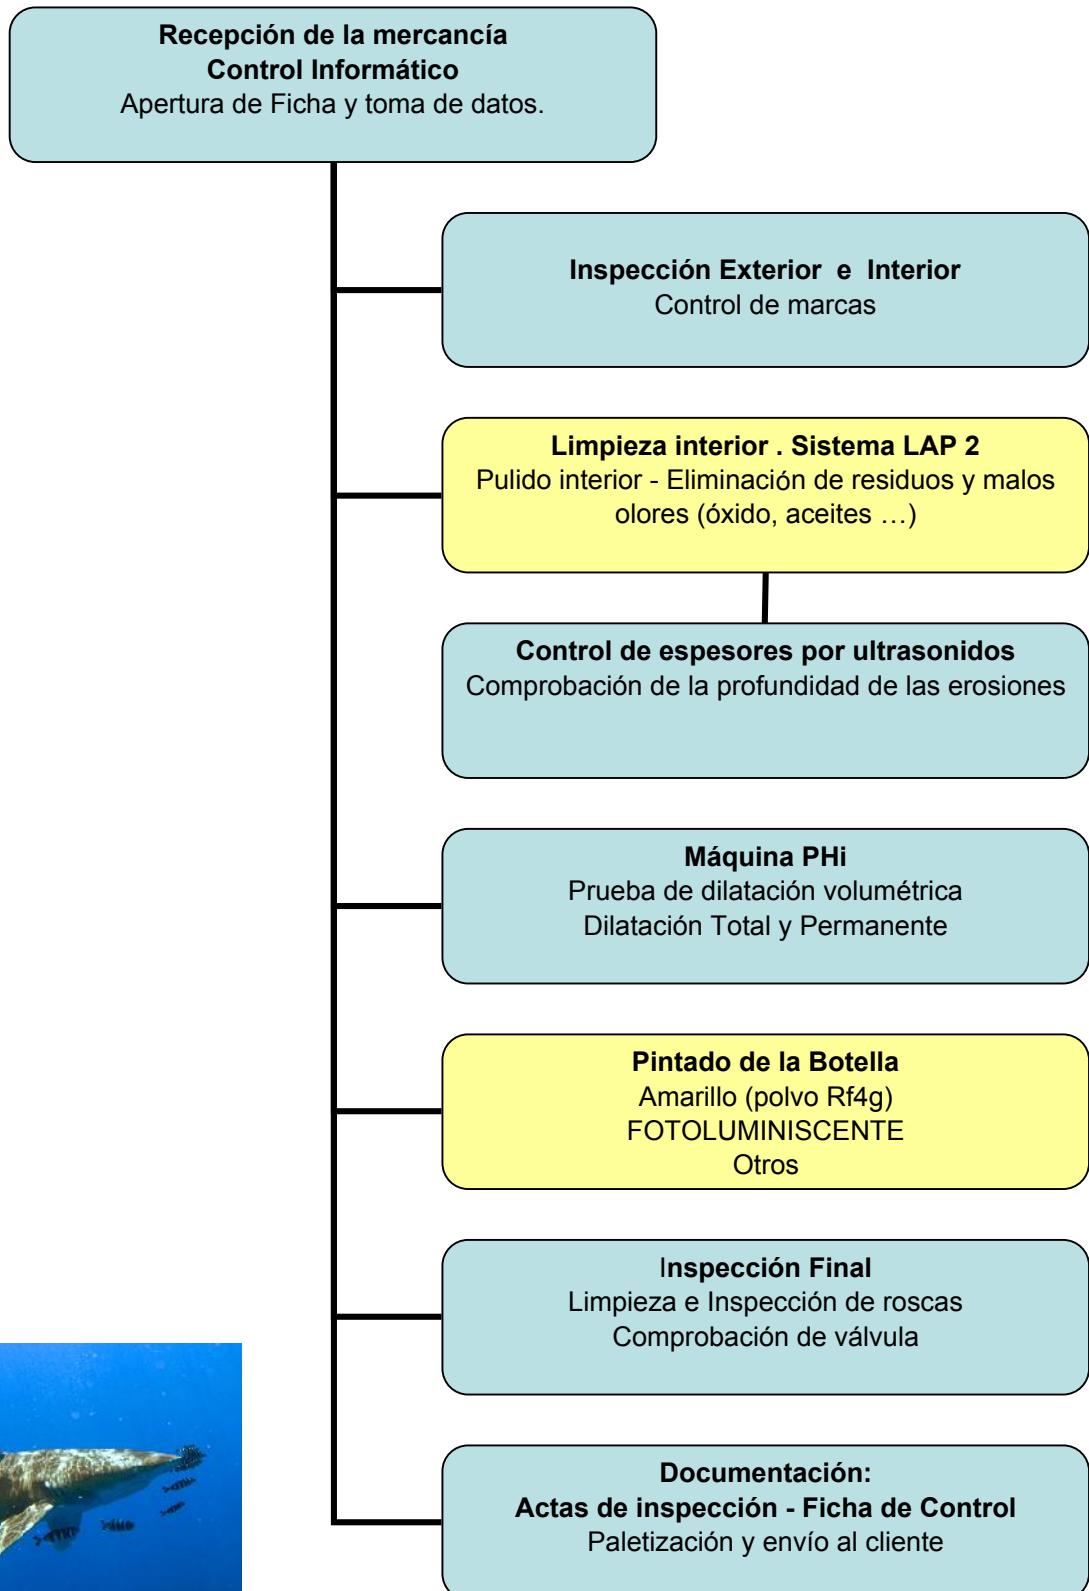 Recepción de la mercancía
Control Informático
Apertura de Ficha y toma de datos.
Inspección Exterior e Interior
Control de marcas
Limpieza interior . Sistema LAP 2
Pulido interior - Eliminación de residuos y malos
olores (óxido, aceites ...)
Control de espesores por ultrasonidos
Comprobación de la profundidad de las erosiones
Máquina PHi
Prueba de dilatación volumétrica
Dilatación Total y Permanente
Pintado de la Botella
Amarillo (polvo Rf4g)
FOTOLUMINISCENTE
Otros
Inspección Final
Limpieza e Inspección de roscas
Comprobación de válvula
Documentación:
Actas de inspección - Ficha de Control
Paletización y envío al cliente